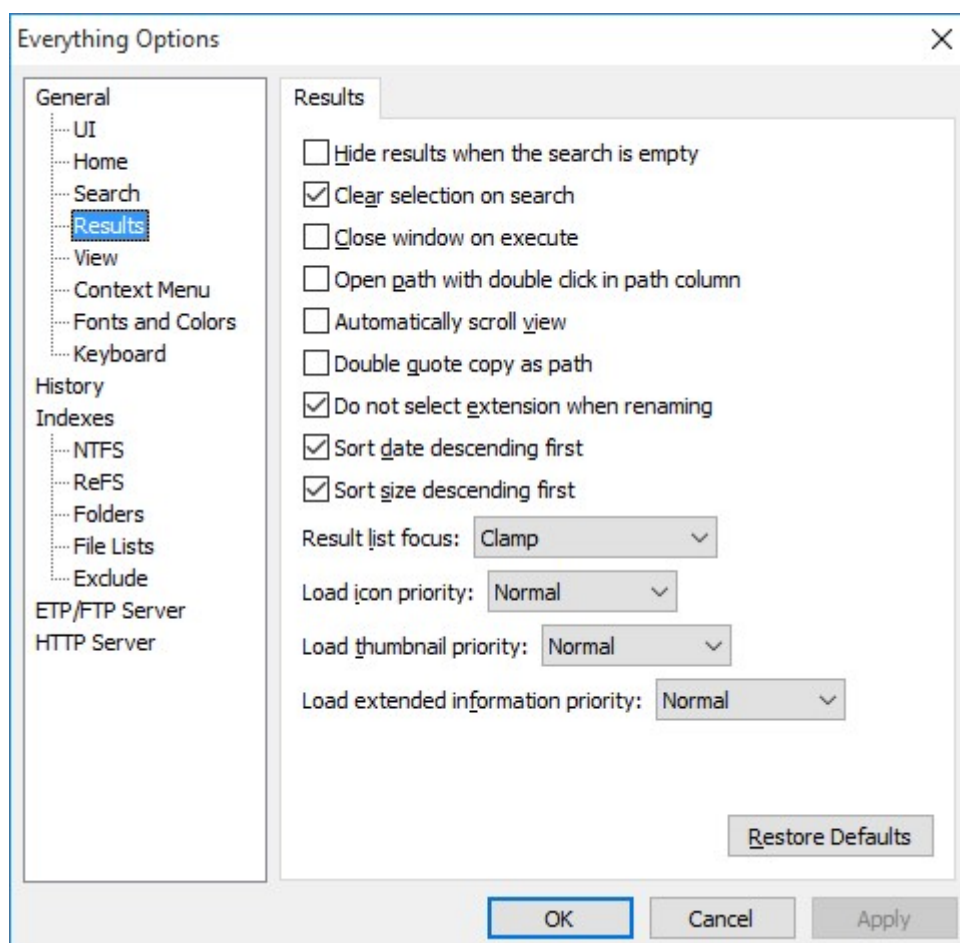 Everything Options
General
UI
Home
Search
Results
View
Context Menu
Fonts and Colors
Keyboard
History
Indexes
NTFS
ReFS
Folders
File Lists
Exclude
ETP/FTP Server
HTTP Server
Results
Hide results when the search is empty
Clear selection on search
Close window on execute
Open path with double click in path column
Automatically scroll view
Double quote copy as path
Do not select extension when renaming
Sort date descending first
Sort size descending first
Result list focus: Clamp
Load icon priority: Normal
Load thumbnail priority: Normal
Load extended information priority: Normal
Restore Defaults
OK Cancel Apply